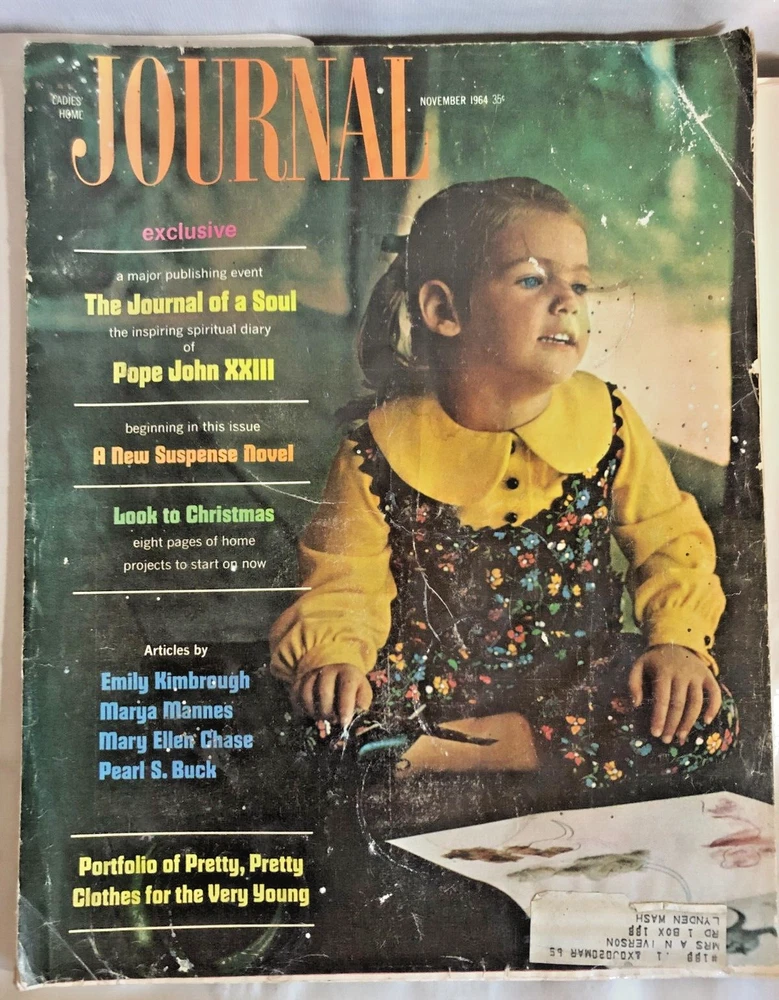 LADIES'
HOME
JOURNAL
NOVEMBER 1964 35¢
exclusive
a major publishing event
The Journal of a Soul
the inspiring spiritual diary
of
Pope John XXIII
beginning in this issue
A New Suspense Novel
Look to Christmas
eight pages of home
projects to start on now
Articles by
Emily Kimbrough
Marya Mannes
Mary Ellen Chase
Pearl S. Buck
Portfolio of Pretty, Pretty
Clothes for the Very Young
MAR 65
MRS A N IVERSON
RD 1 BOX 188
LYNDEN WASH